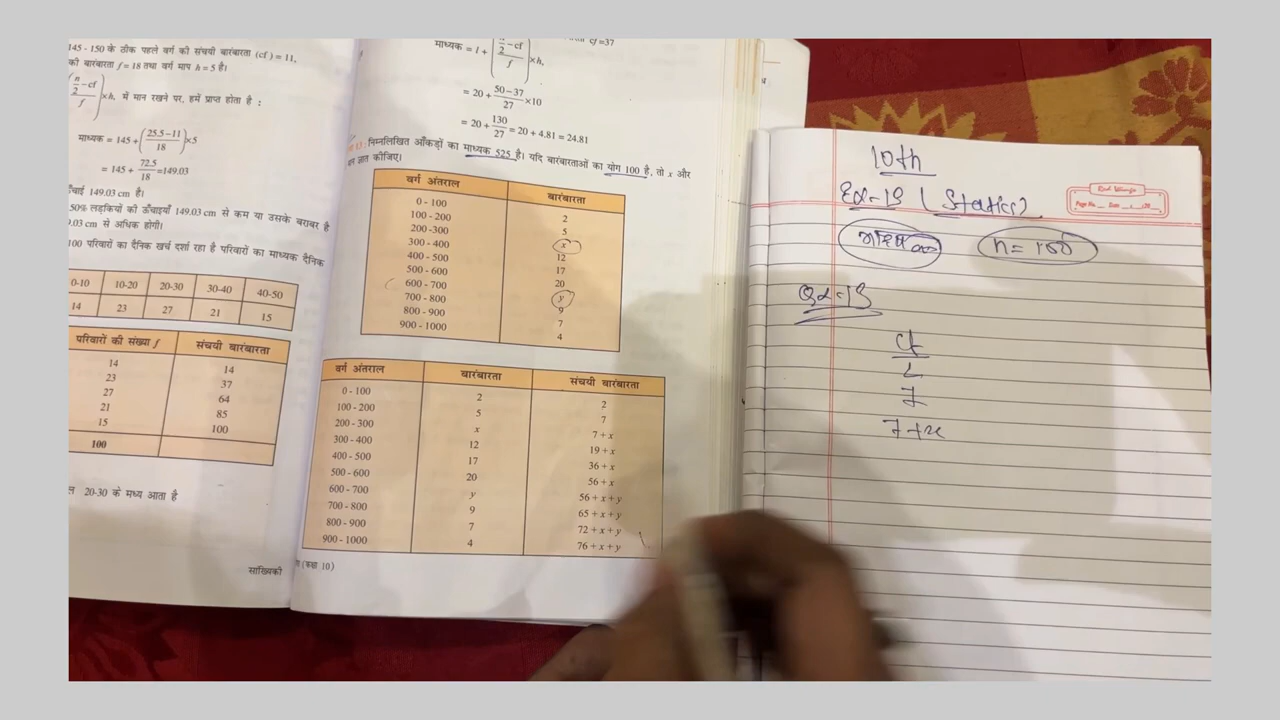 145 - 150 के ठीक पहले वर्ग की संचयी बारंबारता (cf) = 11,
की बारंबारता f = 18 तथा वर्ग माप h = 5 है।
(n/2 - cf / f) × h, में मान रखने पर, हमें प्राप्त होता है :
माध्यक = 145 + (25.5 - 11 / 18) × 5
= 145 + 72.5/18 = 149.03
ऊँचाई 149.03 cm है।
50% लड़कियों की ऊँचाइयाँ 149.03 cm से कम या उसके बराबर है
9.03 cm से अधिक होगी।
100 परिवारों का दैनिक खर्च दर्शा रहा है परिवारों का माध्यक दैनिक
0-10 10-20 20-30 30-40 40-50
14 23 27 21 15
परिवारों की संख्या f संचयी बारंबारता
14 14
23 37
27 64
21 85
15 100
100
20-30 के मध्य आता है
सांख्यिकी
cf = 37
माध्यक = l + (n/2 - cf / f) × h,
= 20 + 50 - 37/27 × 10
= 20 + 130/27 = 20 + 4.81 = 24.81
13 : निम्नलिखित आँकड़ों का माध्यक 525 है। यदि बारंबारताओं का योग 100 है, तो x और
ज्ञात कीजिए।
वर्ग अंतराल बारंबारता
0 - 100 2
100 - 200 5
200 - 300 x
300 - 400 12
400 - 500 17
500 - 600 20
600 - 700 y
700 - 800 9
800 - 900 7
900 - 1000 4
वर्ग अंतराल बारंबारता संचयी बारंबारता
0 - 100 2 2
100 - 200 5 7
200 - 300 x 7 + x
300 - 400 12 19 + x
400 - 500 17 36 + x
500 - 600 20 56 + x
600 - 700 y 56 + x + y
700 - 800 9 65 + x + y
800 - 900 7 72 + x + y
900 - 1000 4 76 + x + y
(कक्षा 10)
10th
Ex-13 (Statics)
n = 100
Ex-13
cf
2
7
7+x